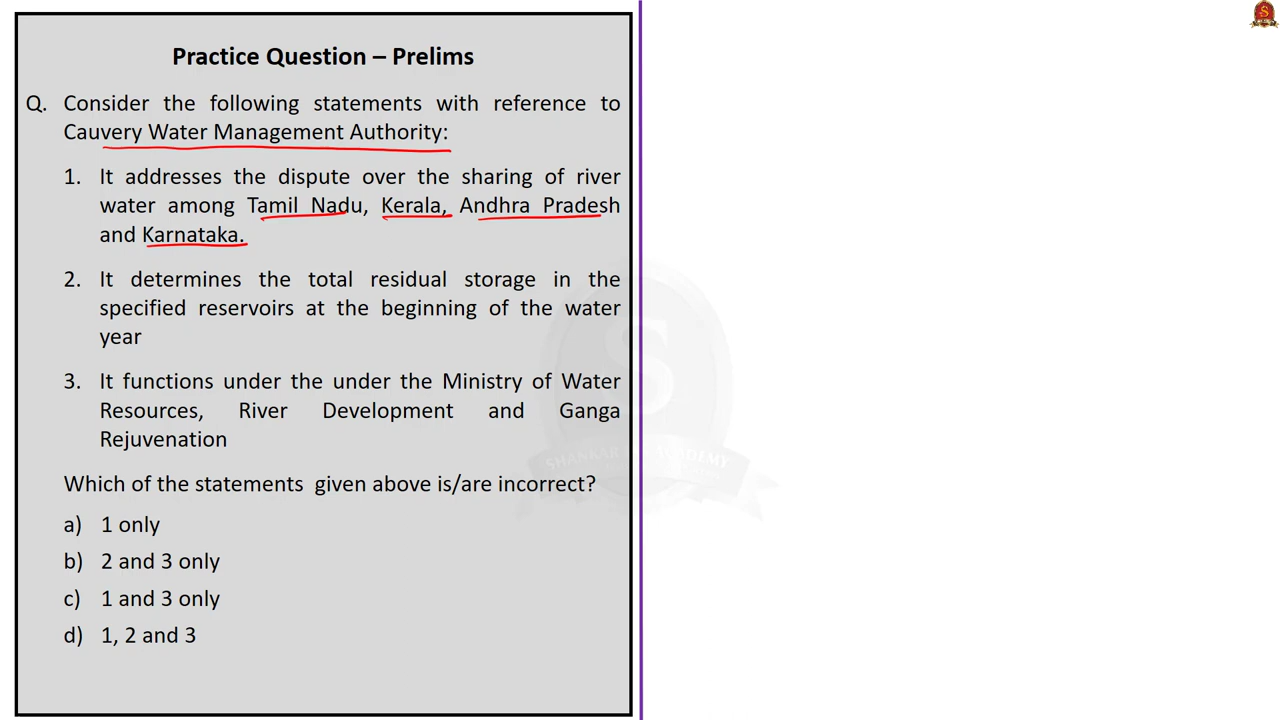 Practice Question – Prelims
Q. Consider the following statements with reference to
Cauvery Water Management Authority:
1. It addresses the dispute over the sharing of river
water among Tamil Nadu, Kerala, Andhra Pradesh
and Karnataka.
2. It determines the total residual storage in the
specified reservoirs at the beginning of the water
year
3. It functions under the under the Ministry of Water
Resources, River Development and Ganga
Rejuvenation
Which of the statements given above is/are incorrect?
a) 1 only
b) 2 and 3 only
c) 1 and 3 only
d) 1, 2 and 3